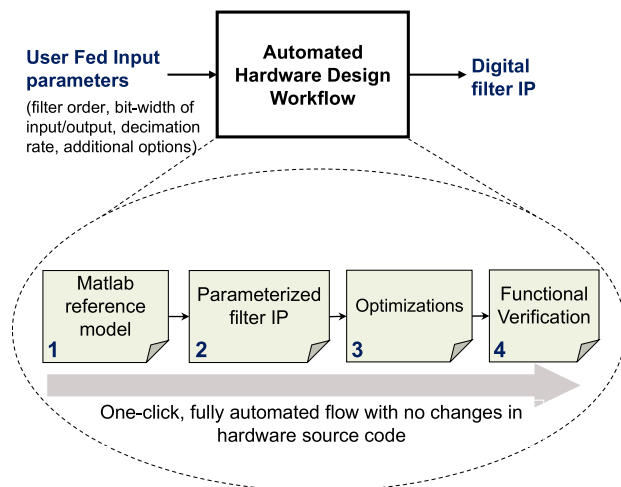 User Fed Input
parameters
(filter order, bit-width of
input/output, decimation
rate, additional options)
Automated
Hardware Design
Workflow
Digital
filter IP
Matlab
reference
model
1
Parameterized
filter IP
2
Optimizations
3
Functional
Verification
4
One-click, fully automated flow with no changes in
hardware source code